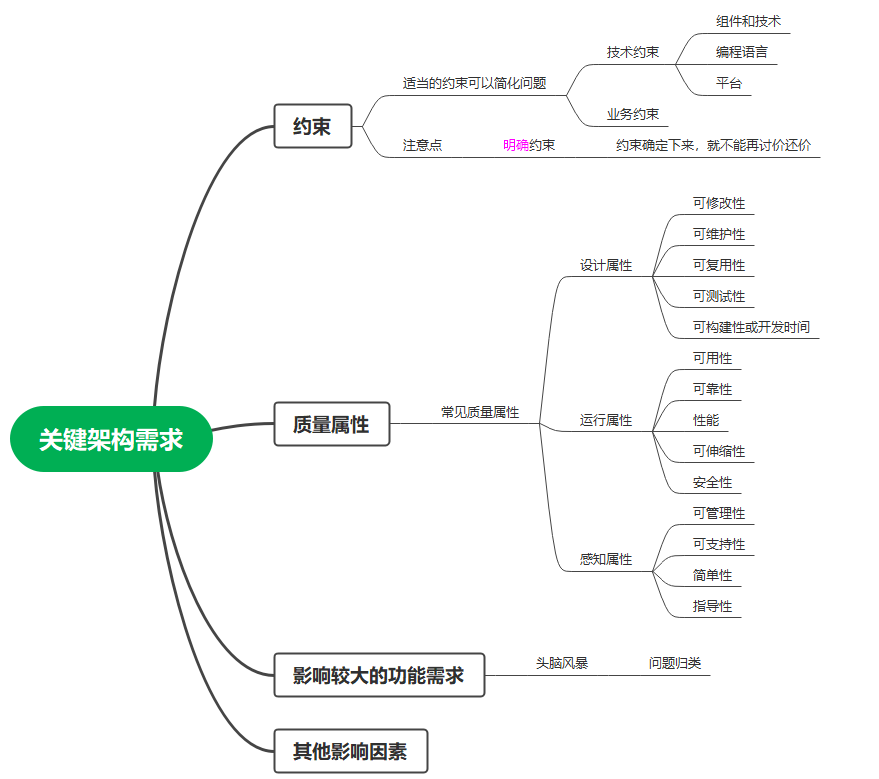 关键架构需求
约束
适当的约束可以简化问题
技术约束
组件和技术
编程语言
平台
业务约束
注意点
明确约束
约束确定下来，就不能再讨价还价
质量属性
常见质量属性
设计属性
可修改性
可维护性
可复用性
可测试性
可构建性或开发时间
运行属性
可用性
可靠性
性能
可伸缩性
安全性
感知属性
可管理性
可支持性
简单性
指导性
影响较大的功能需求
头脑风暴
问题归类
其他影响因素